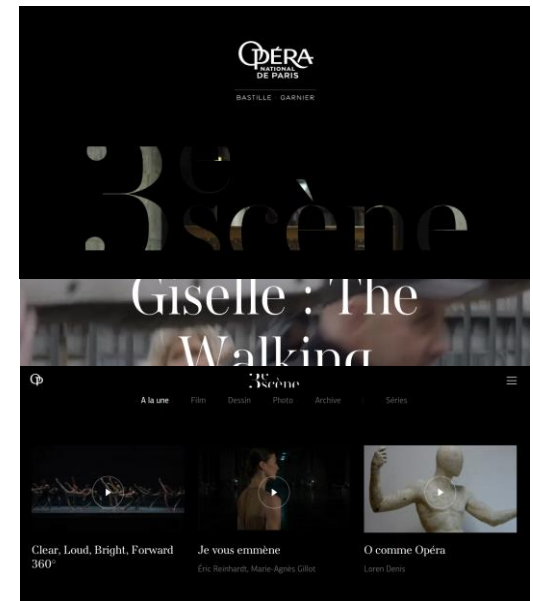 OPÉRA
NATIONAL
DE PARIS
BASTILLE · GARNIER
3e
scène
Giselle : The
Walking
OP
3e scène
A la une Film Dessin Photo Archive Séries
Clear, Loud, Bright, Forward 360°
Je vous emmène
Éric Reinhardt, Marie-Agnès Gillot
O comme Opéra
Loren Denis